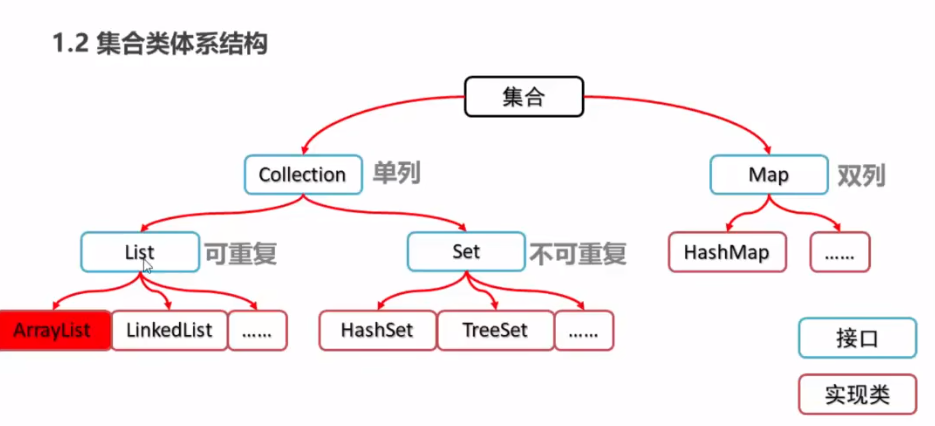 1.2 集合类体系结构
集合
Collection 单列
Map 双列
List 可重复
Set 不可重复
HashMap
……
ArrayList
LinkedList
……
HashSet
TreeSet
……
接口
实现类